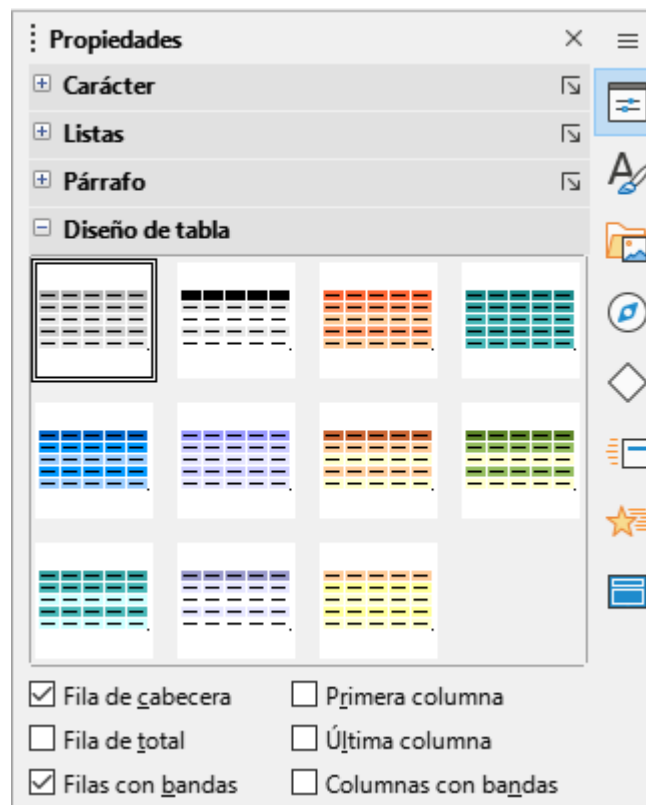 Propiedades
Carácter
Listas
Párrafo
Diseño de tabla
Fila de cabecera
Primera columna
Fila de total
Última columna
Filas con bandas
Columnas con bandas